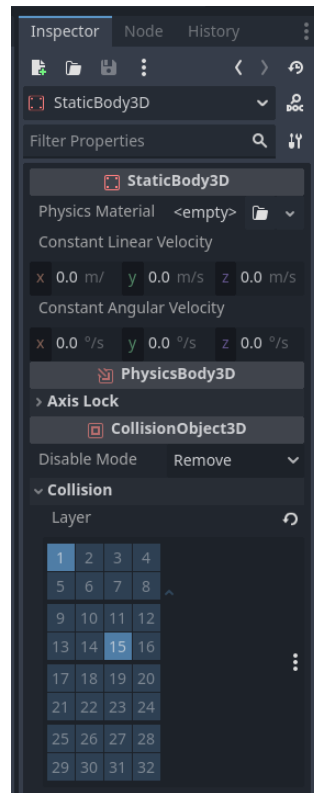 Inspector Node History
StaticBody3D DOC
Filter Properties
StaticBody3D
Physics Material <empty>
Constant Linear Velocity
x 0.0 m/ y 0.0 m/s z 0.0 m/s
Constant Angular Velocity
x 0.0 °/s y 0.0 °/s z 0.0 °/s
PhysicsBody3D
Axis Lock
CollisionObject3D
Disable Mode Remove
Collision
Layer
1 2 3 4
5 6 7 8
9 10 11 12
13 14 15 16
17 18 19 20
21 22 23 24
25 26 27 28
29 30 31 32